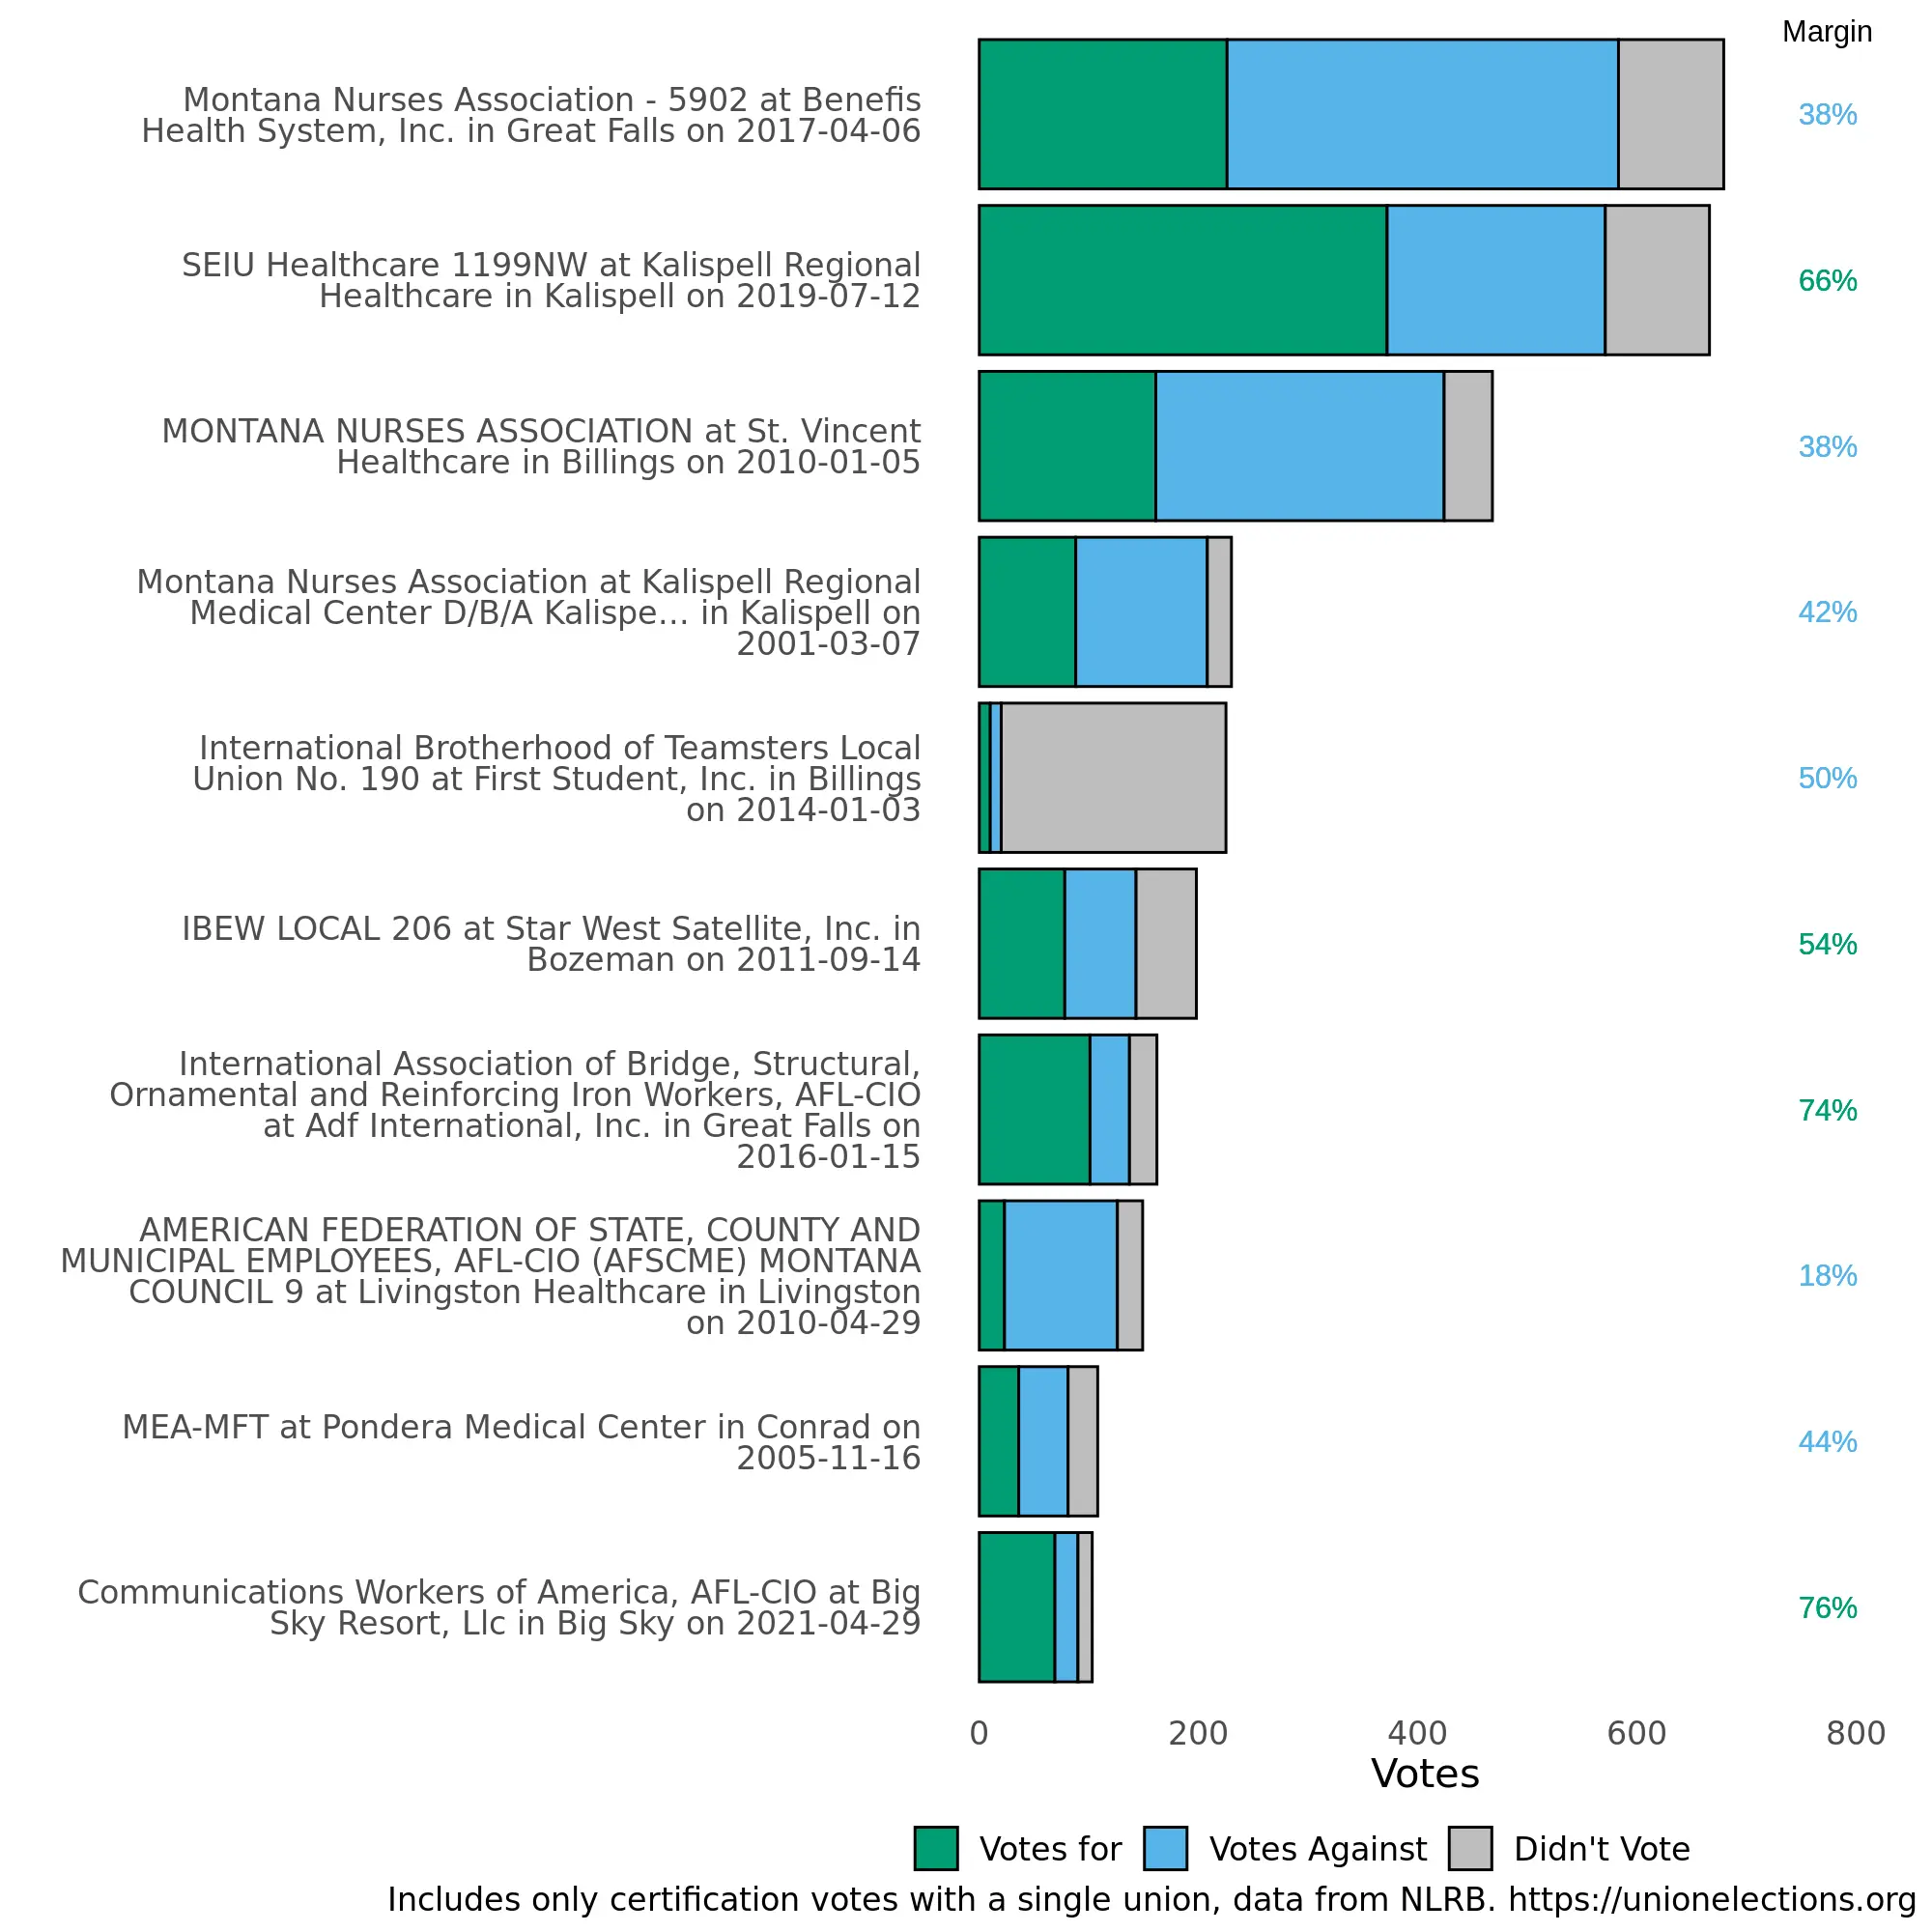 Margin
Montana Nurses Association - 5902 at Benefis
Health System, Inc. in Great Falls on 2017-04-06
38%
SEIU Healthcare 1199NW at Kalispell Regional
Healthcare in Kalispell on 2019-07-12
66%
MONTANA NURSES ASSOCIATION at St. Vincent
Healthcare in Billings on 2010-01-05
38%
Montana Nurses Association at Kalispell Regional
Medical Center D/B/A Kalispe... in Kalispell on
2001-03-07
42%
International Brotherhood of Teamsters Local
Union No. 190 at First Student, Inc. in Billings
on 2014-01-03
50%
IBEW LOCAL 206 at Star West Satellite, Inc. in
Bozeman on 2011-09-14
54%
International Association of Bridge, Structural,
Ornamental and Reinforcing Iron Workers, AFL-CIO
at Adf International, Inc. in Great Falls on
2016-01-15
74%
AMERICAN FEDERATION OF STATE, COUNTY AND
MUNICIPAL EMPLOYEES, AFL-CIO (AFSCME) MONTANA
COUNCIL 9 at Livingston Healthcare in Livingston
on 2010-04-29
18%
MEA-MFT at Pondera Medical Center in Conrad on
2005-11-16
44%
Communications Workers of America, AFL-CIO at Big
Sky Resort, Llc in Big Sky on 2021-04-29
76%
0 200 400 600 800
Votes
Votes for Votes Against Didn't Vote
Includes only certification votes with a single union, data from NLRB. https://unionelections.org